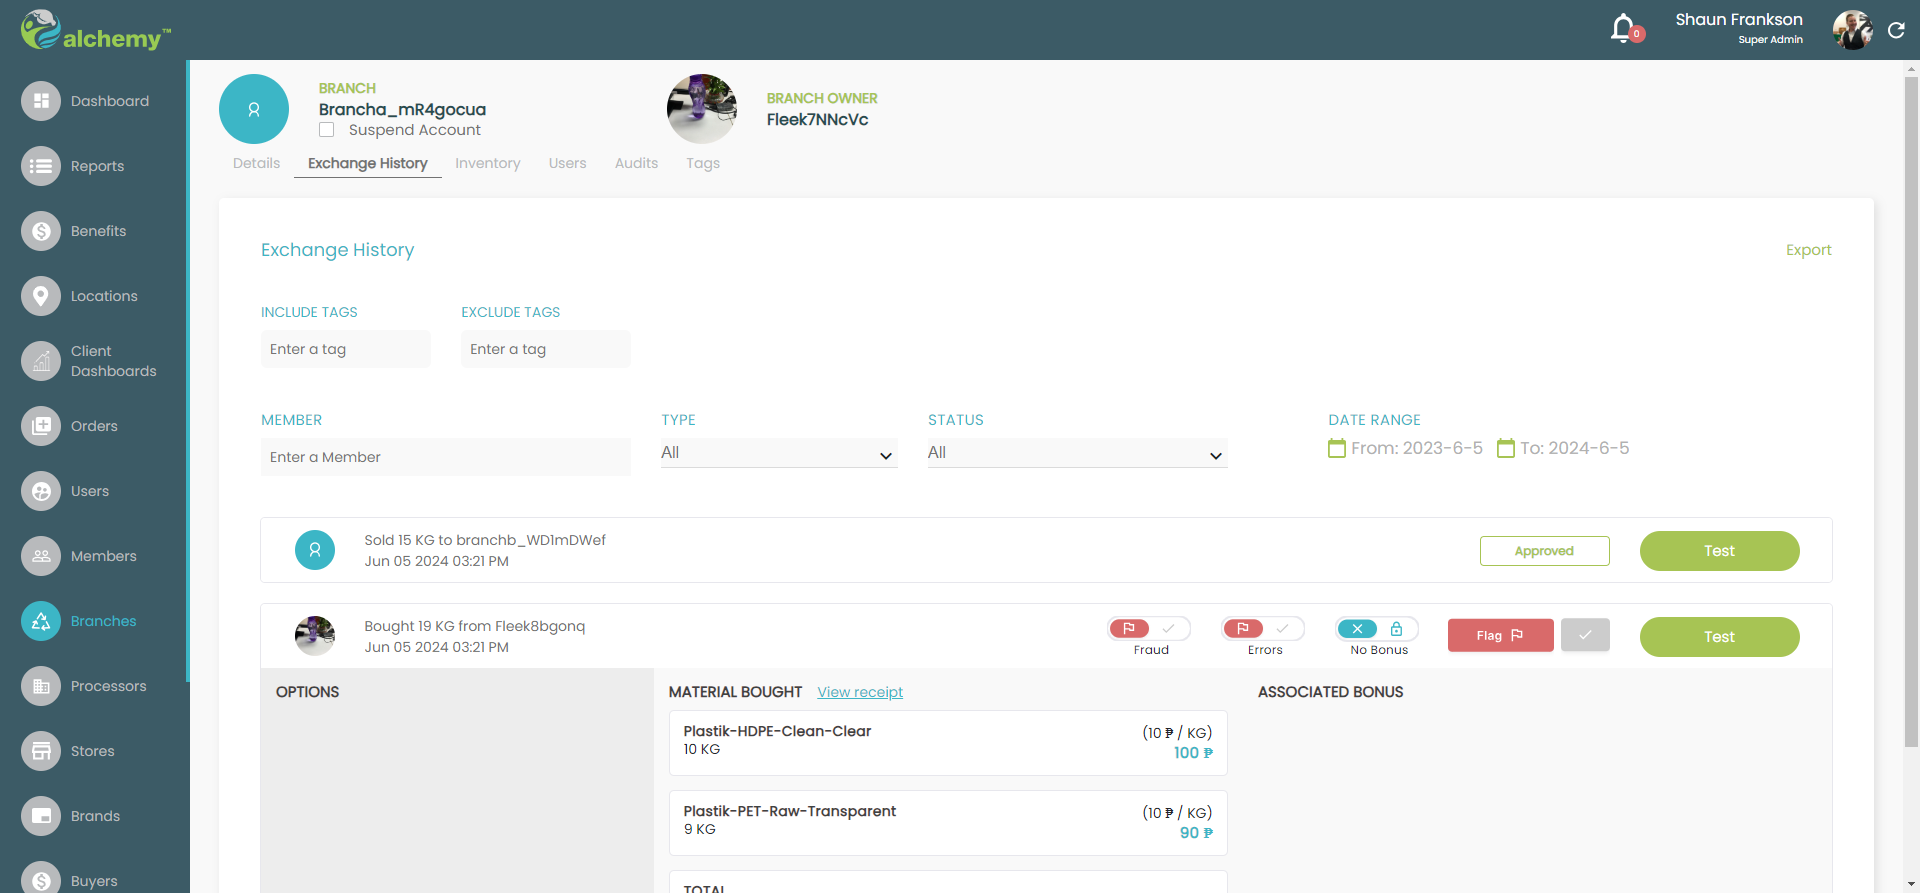 alchemy™
0
Shaun Frankson
Super Admin
Dashboard
Reports
Benefits
Locations
Client
Dashboards
Orders
Users
Members
Branches
Processors
Stores
Brands
Buyers
BRANCH
Brancha_mR4gocua
Suspend Account
BRANCH OWNER
Fleek7NNcVc
Details
Exchange History
Inventory
Users
Audits
Tags
Exchange History
Export
INCLUDE TAGS
EXCLUDE TAGS
Enter a tag
Enter a tag
MEMBER
TYPE
STATUS
DATE RANGE
Enter a Member
All
All
From: 2023-6-5
To: 2024-6-5
Sold 15 KG to branchb_WD1mDWef
Jun 05 2024 03:21 PM
Approved
Test
Bought 19 KG from Fleek8bgonq
Jun 05 2024 03:21 PM
Fraud
Errors
No Bonus
Flag
Test
OPTIONS
MATERIAL BOUGHT View receipt
ASSOCIATED BONUS
Plastik-HDPE-Clean-Clear
(10 ₱ / KG)
10 KG
100 ₱
Plastik-PET-Raw-Transparent
(10 ₱ / KG)
9 KG
90 ₱
TOTAL